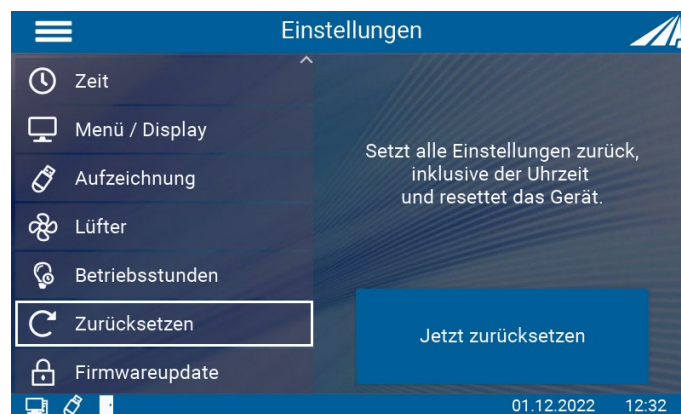 Einstellungen
Zeit
Menü / Display
Aufzeichnung
Lüfter
Betriebsstunden
Zurücksetzen
Firmwareupdate
Setzt alle Einstellungen zurück,
inklusive der Uhrzeit
und resettet das Gerät.
Jetzt zurücksetzen
01.12.2022 12:32